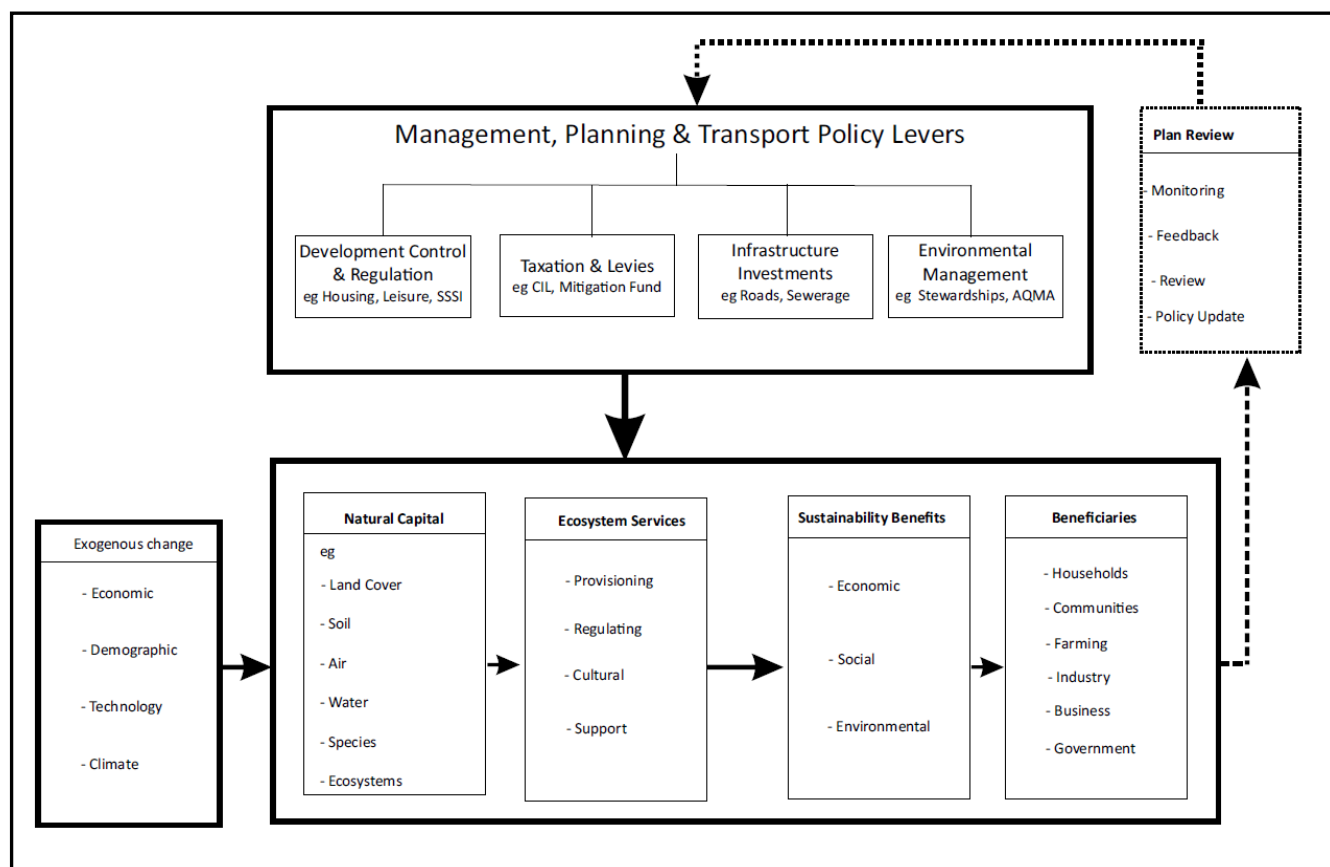 Management, Planning & Transport Policy Levers
Development Control
& Regulation
eg Housing, Leisure, SSSI
Taxation & Levies
eg CIL, Mitigation Fund
Infrastructure
Investments
eg Roads, Sewerage
Environmental
Management
eg Stewardships, AQMA
Plan Review
- Monitoring
- Feedback
- Review
- Policy Update
Exogenous change
- Economic
- Demographic
- Technology
- Climate
Natural Capital
eg
- Land Cover
- Soil
- Air
- Water
- Species
- Ecosystems
Ecosystem Services
- Provisioning
- Regulating
- Cultural
- Support
Sustainability Benefits
- Economic
- Social
- Environmental
Beneficiaries
- Households
- Communities
- Farming
- Industry
- Business
- Government